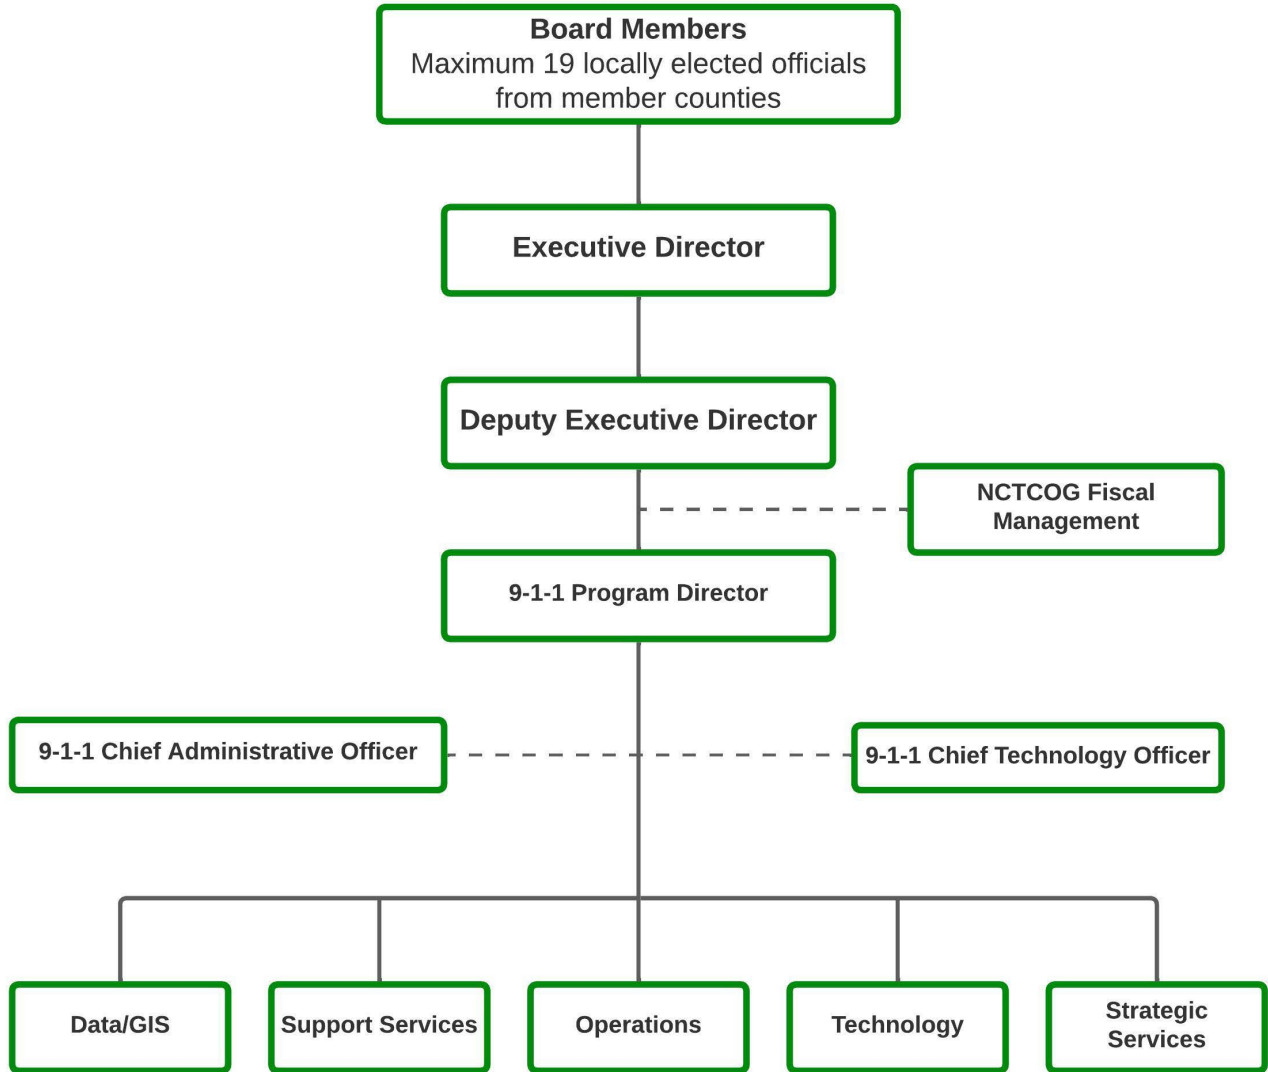 Board Members
Maximum 19 locally elected officials
from member counties
Executive Director
Deputy Executive Director
NCTCOG Fiscal
Management
9-1-1 Program Director
9-1-1 Chief Administrative Officer
9-1-1 Chief Technology Officer
Data/GIS
Support Services
Operations
Technology
Strategic
Services